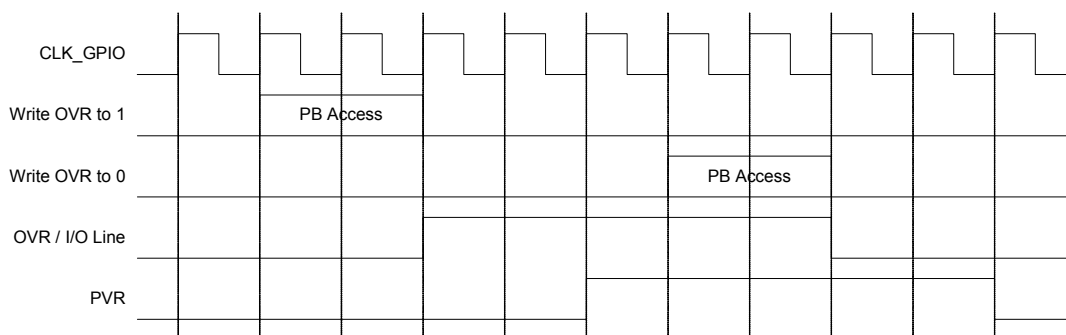 CLK_GPIO
Write OVR to 1
PB Access
Write OVR to 0
PB Access
OVR / I/O Line
PVR